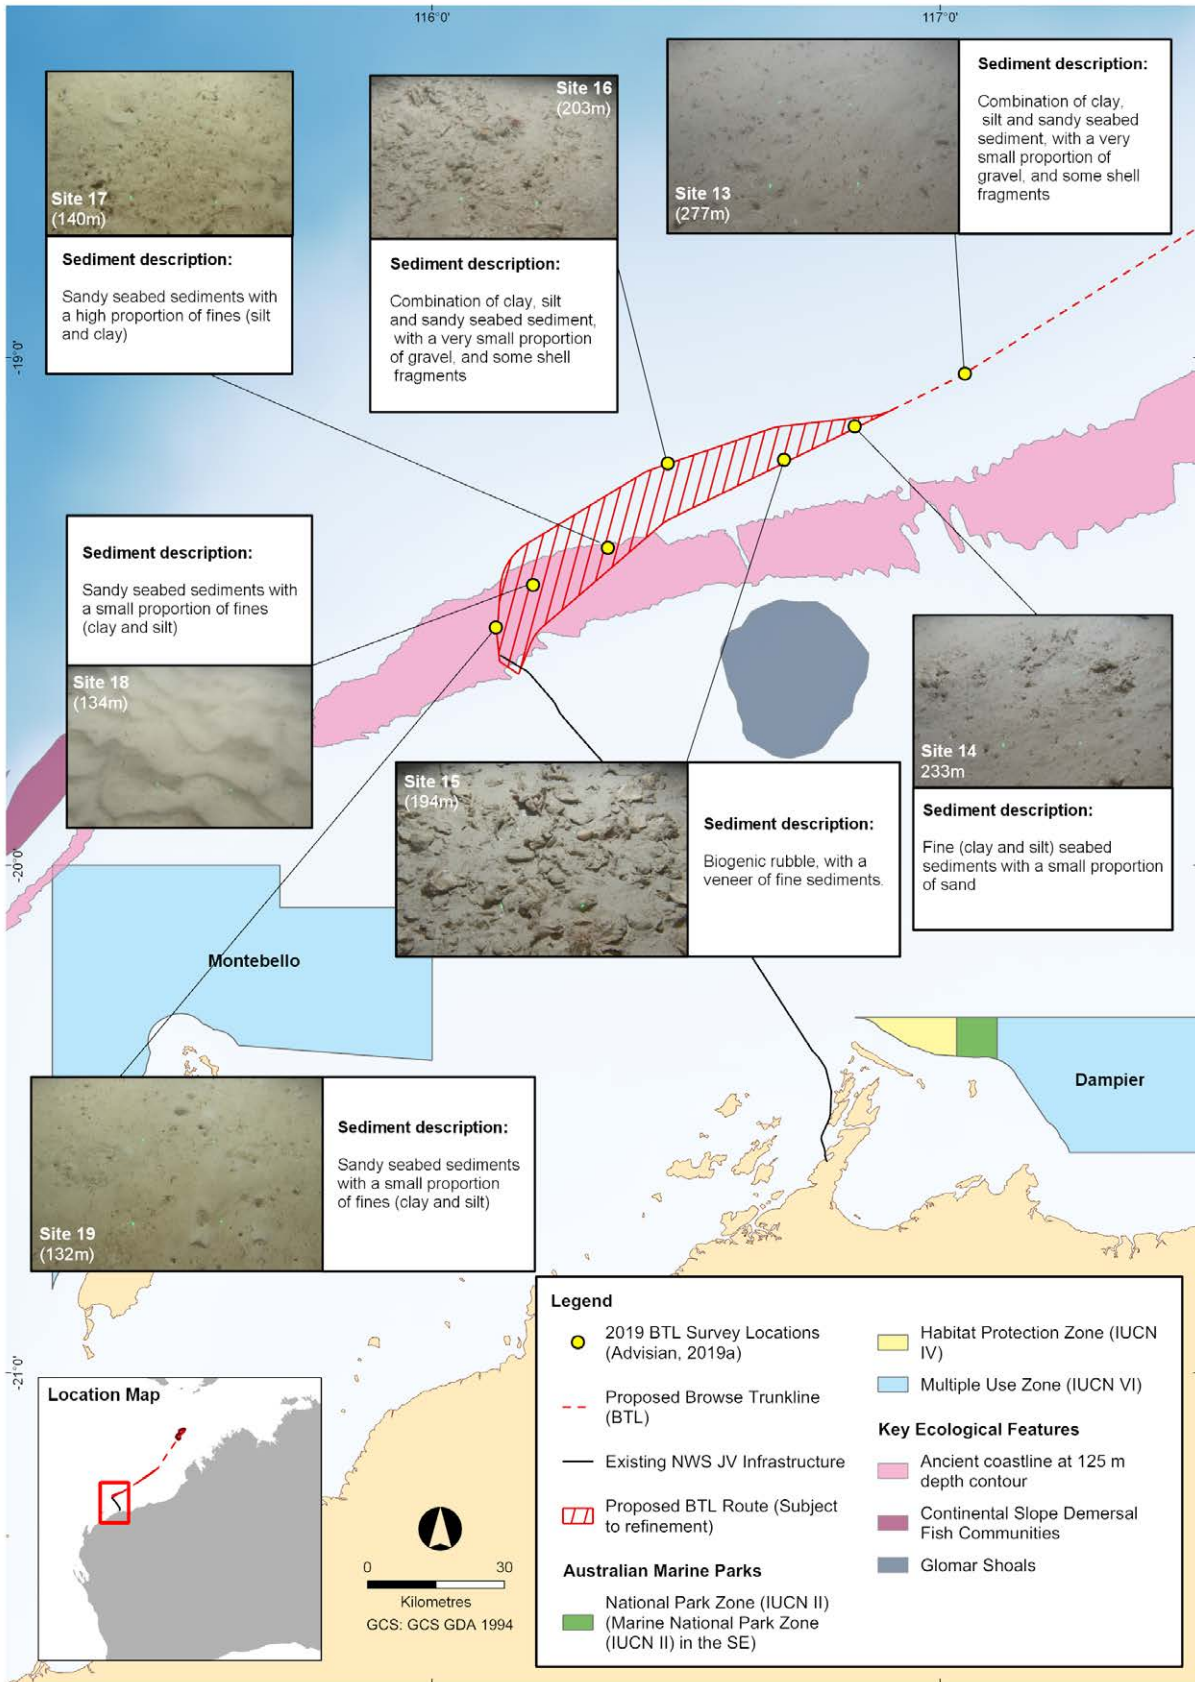 116°0'
117°0'
-19°0'
-20°0'
-21°0'
Site 17
(140m)
Sediment description:
Sandy seabed sediments with
a high proportion of fines (silt
and clay)
Site 16
(203m)
Sediment description:
Combination of clay, silt
and sandy seabed sediment,
with a very small proportion
of gravel, and some shell
fragments
Site 13
(277m)
Sediment description:
Combination of clay,
silt and sandy seabed
sediment, with a very
small proportion of
gravel, and some shell
fragments
Sediment description:
Sandy seabed sediments with
a small proportion of fines
(clay and silt)
Site 18
(134m)
Site 15
(194m)
Sediment description:
Biogenic rubble, with a
veneer of fine sediments.
Site 14
233m
Sediment description:
Fine (clay and silt) seabed
sediments with a small proportion
of sand
Montebello
Dampier
Site 19
(132m)
Sediment description:
Sandy seabed sediments
with a small proportion
of fines (clay and silt)
Location Map
0
30
Kilometres
GCS: GCS GDA 1994
Legend
2019 BTL Survey Locations
(Advisian, 2019a)
Proposed Browse Trunkline
(BTL)
Existing NWS JV Infrastructure
Proposed BTL Route (Subject
to refinement)
Australian Marine Parks
National Park Zone (IUCN II)
(Marine National Park Zone
(IUCN II) in the SE)
Habitat Protection Zone (IUCN
IV)
Multiple Use Zone (IUCN VI)
Key Ecological Features
Ancient coastline at 125 m
depth contour
Continental Slope Demersal
Fish Communities
Glomar Shoals